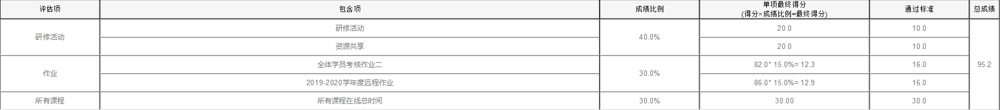 评估项 包含项 成绩比例 单项最终得分 通过标准 总成绩
(得分×成绩比例=最终得分)
研修活动 研修活动 40.0% 20.0 10.0 95.2
资源共享 20.0 10.0
作业 全体学员考核作业二 30.0% 82.0* 15.0%= 12.3 16.0
2019-2020学年度远程作业 86.0* 15.0%= 12.9 16.0
所有课程 所有课程在线总时间 30.0% 30.00 30.0